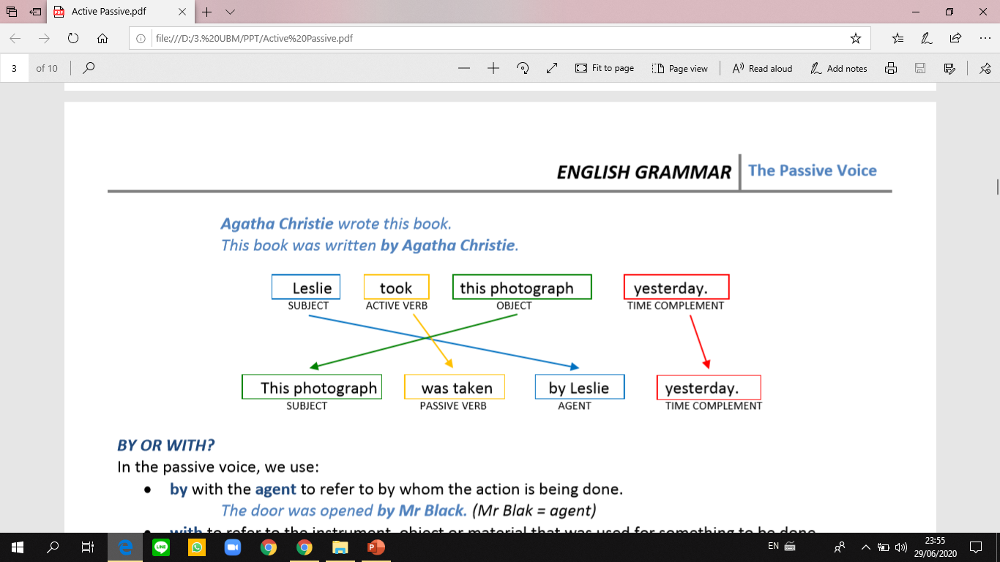 Active Passive.pdf
file:///D:/3.%20UBM/PPT/Active%20Passive.pdf
3 of 10 Fit to page Page view Read aloud Add notes
ENGLISH GRAMMAR The Passive Voice
Agatha Christie wrote this book.
This book was written by Agatha Christie.
Leslie took this photograph yesterday.
SUBJECT ACTIVE VERB OBJECT TIME COMPLEMENT
This photograph was taken by Leslie yesterday.
SUBJECT PASSIVE VERB AGENT TIME COMPLEMENT
BY OR WITH?
In the passive voice, we use:
• by with the agent to refer to by whom the action is being done.
The door was opened by Mr Black. (Mr Blak = agent)
• with to refer to the instrument, object or material that was used for something to be done.
EN 23:55
29/06/2020